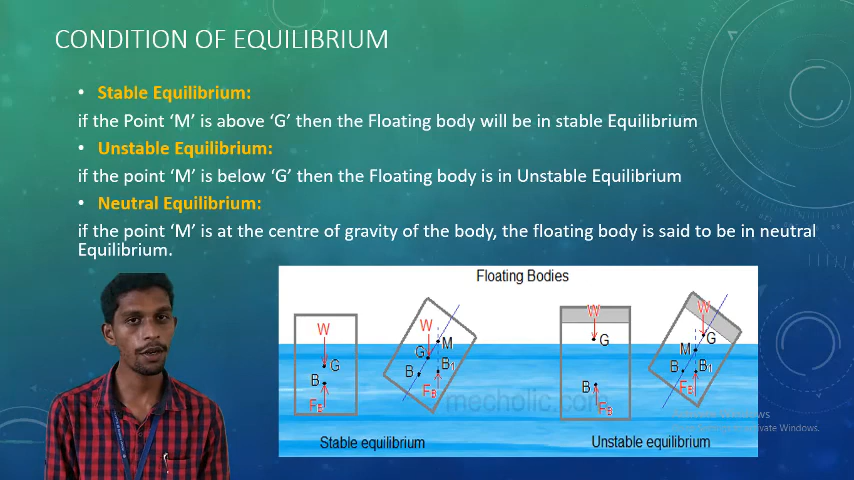 CONDITION OF EQUILIBRIUM
• Stable Equilibrium:
if the Point ‘M’ is above ‘G’ then the Floating body will be in stable Equilibrium
• Unstable Equilibrium:
if the point ‘M’ is below ‘G’ then the Floating body is in Unstable Equilibrium
• Neutral Equilibrium:
if the point ‘M’ is at the centre of gravity of the body, the floating body is said to be in neutral
Equilibrium.
Floating Bodies
W
G
B
FB
W
M
G
B
B1
FB
W
G
B
FB
W
G
M
B
B1
FB
mecholic.com
Stable equilibrium
Unstable equilibrium
Windows
Windows.